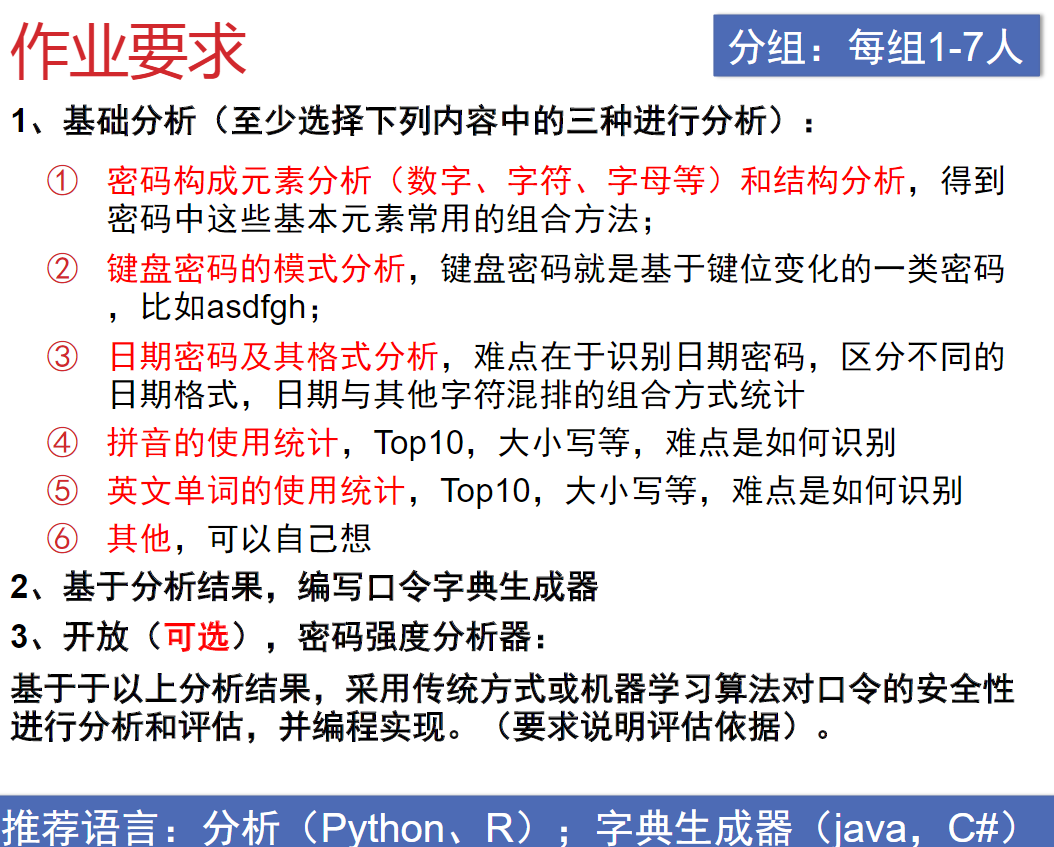 作业要求
分组：每组1-7人
1、基础分析（至少选择下列内容中的三种进行分析）：
① 密码构成元素分析（数字、字符、字母等）和结构分析，得到
密码中这些基本元素常用的组合方法；
② 键盘密码的模式分析，键盘密码就是基于键位变化的一类密码
，比如asdfgh；
③ 日期密码及其格式分析，难点在于识别日期密码，区分不同的
日期格式，日期与其他字符混排的组合方式统计
④ 拼音的使用统计，Top10，大小写等，难点是如何识别
⑤ 英文单词的使用统计，Top10，大小写等，难点是如何识别
⑥ 其他，可以自己想
2、基于分析结果，编写口令字典生成器
3、开放（可选），密码强度分析器：
基于于以上分析结果，采用传统方式或机器学习算法对口令的安全性
进行分析和评估，并编程实现。（要求说明评估依据）。
推荐语言：分析（Python、R）；字典生成器（java，C#）